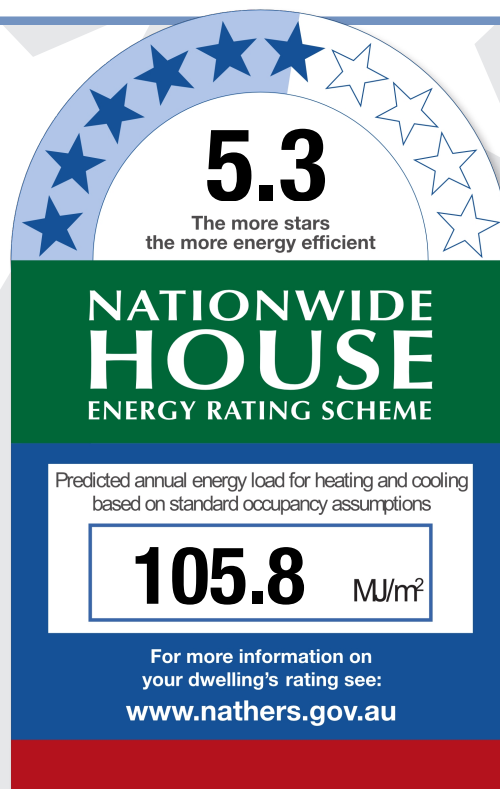 5.3
The more stars
the more energy efficient
NATIONWIDE
HOUSE
ENERGY RATING SCHEME
Predicted annual energy load for heating and cooling
based on standard occupancy assumptions
105.8 MJ/m²
For more information on
your dwelling's rating see:
www.nathers.gov.au